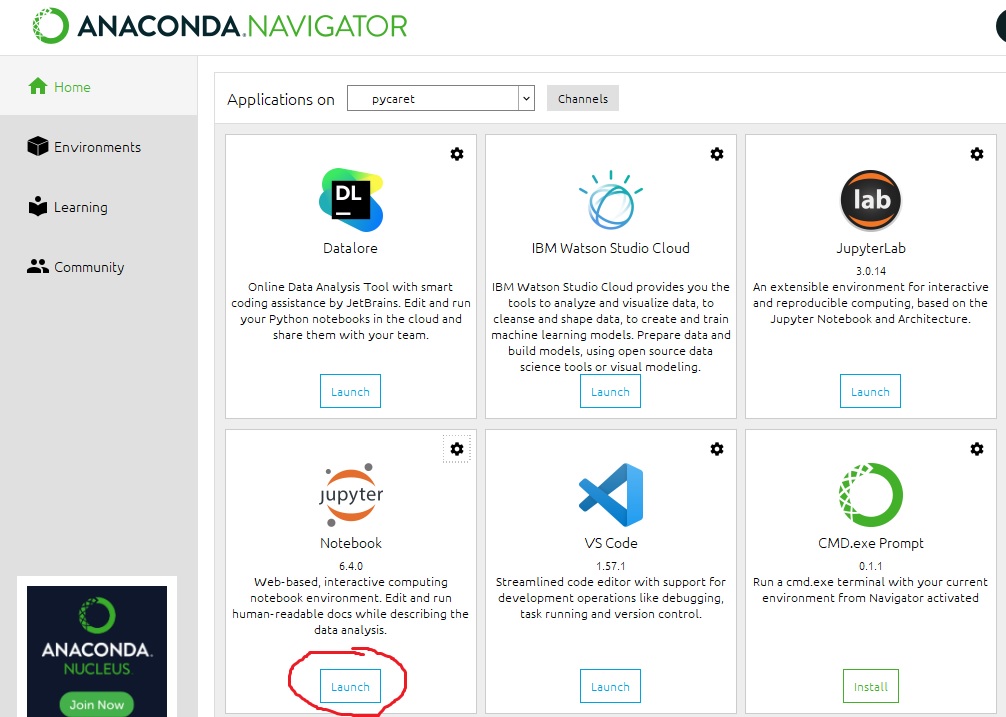 ANACONDA.NAVIGATOR
Home
Environments
Learning
Community
ANACONDA.
NUCLEUS
Join Now
Applications on
pycaret
Channels
DL
Datalore
Online Data Analysis Tool with smart
coding assistance by JetBrains. Edit and run
your Python notebooks in the cloud and
share them with your team.
Launch
IBM Watson Studio Cloud
IBM Watson Studio Cloud provides you the
tools to analyze and visualize data, to
cleanse and shape data, to create and train
machine learning models. Prepare data and
build models, using open source data
science tools or visual modeling.
Launch
lab
JupyterLab
3.0.14
An extensible environment for interactive
and reproducible computing, based on the
Jupyter Notebook and Architecture.
Launch
jupyter
Notebook
6.4.0
Web-based, interactive computing
notebook environment. Edit and run
human-readable docs while describing the
data analysis.
Launch
VS Code
1.57.1
Streamlined code editor with support for
development operations like debugging,
task running and version control.
Launch
CMD.exe Prompt
0.1.1
Run a cmd.exe terminal with your current
environment from Navigator activated
Install